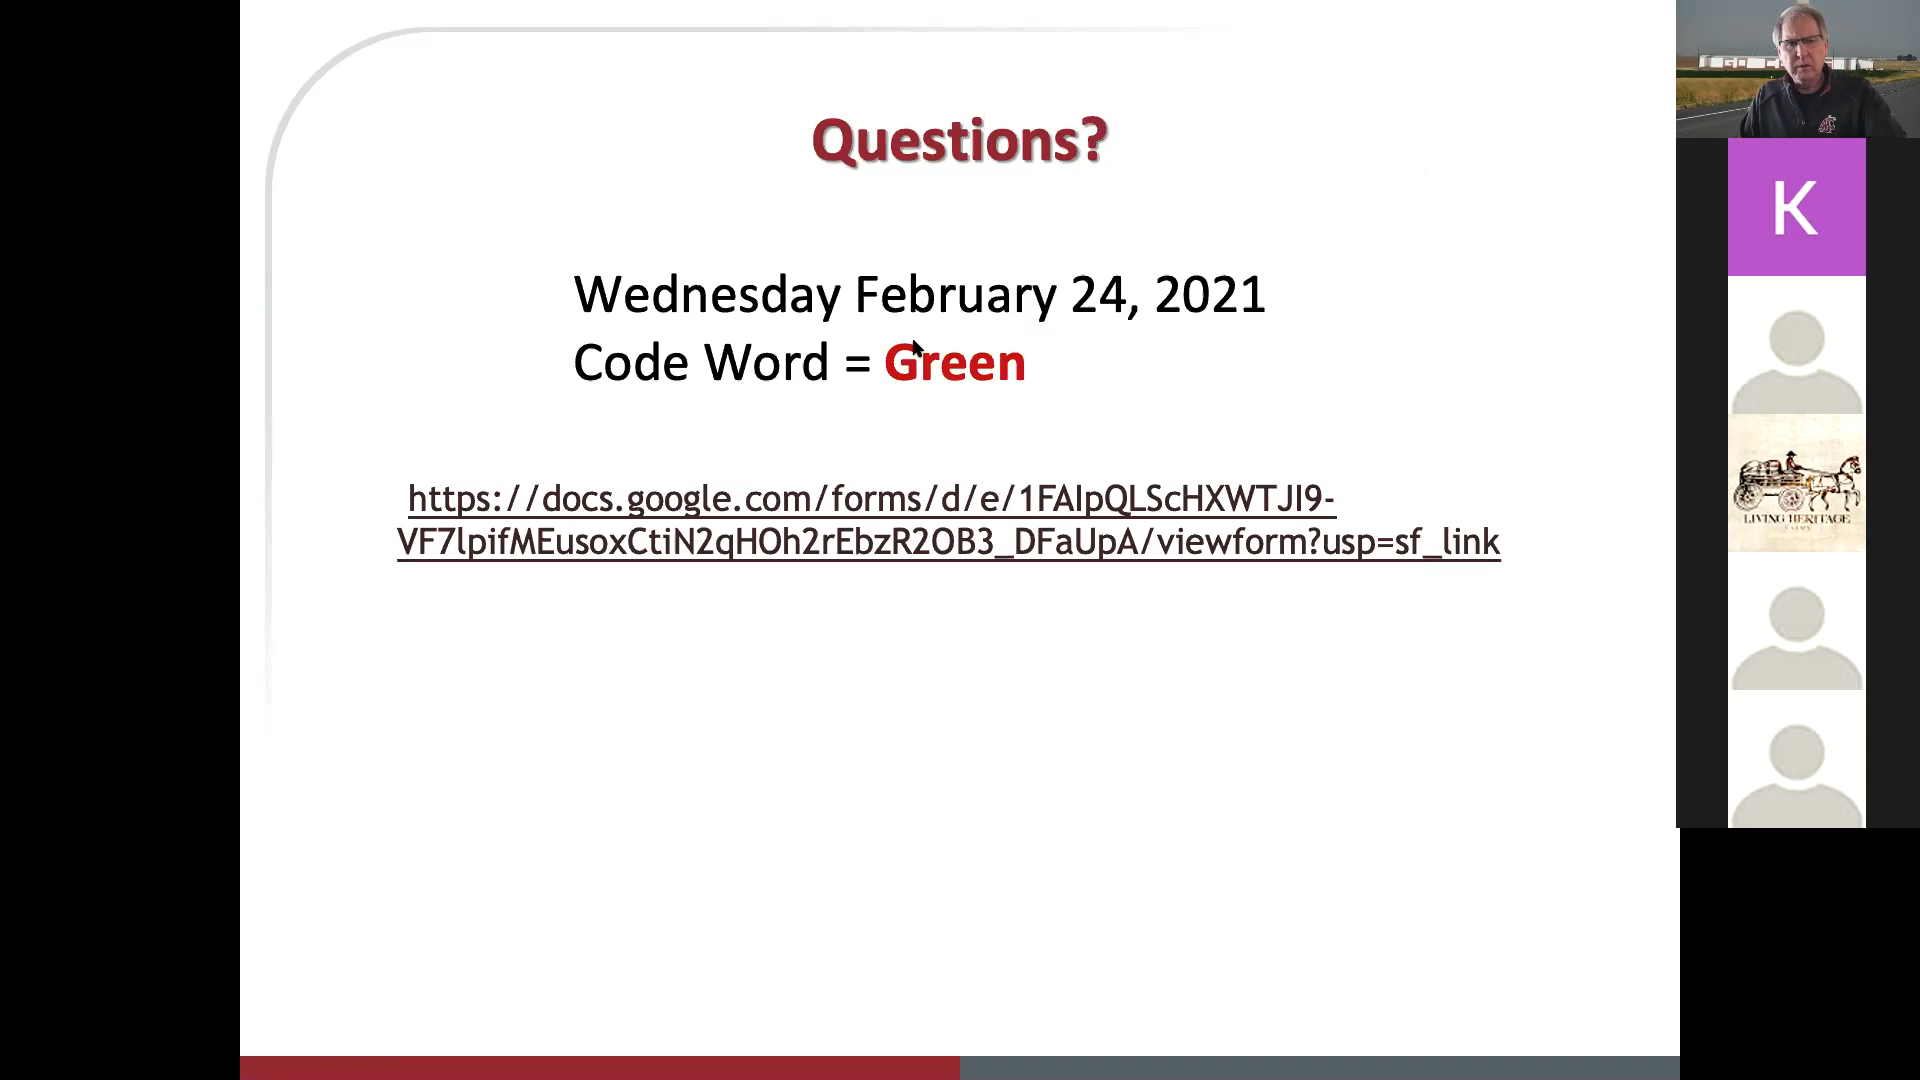 Questions?
Wednesday February 24, 2021
Code Word = Green
https://docs.google.com/forms/d/e/1FAIpQLScHXWTJI9-
VF7lpifMEusoxCtiN2qHOh2rEbzR2OB3_DFaUpA/viewform?usp=sf_link
K
LIVING HERITAGE
FARMS